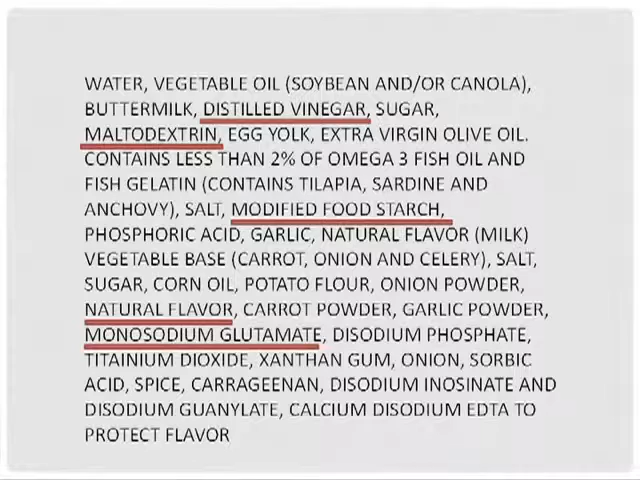 WATER, VEGETABLE OIL (SOYBEAN AND/OR CANOLA),
BUTTERMILK, DISTILLED VINEGAR, SUGAR,
MALTODEXTRIN, EGG YOLK, EXTRA VIRGIN OLIVE OIL.
CONTAINS LESS THAN 2% OF OMEGA 3 FISH OIL AND
FISH GELATIN (CONTAINS TILAPIA, SARDINE AND
ANCHOVY), SALT, MODIFIED FOOD STARCH,
PHOSPHORIC ACID, GARLIC, NATURAL FLAVOR (MILK)
VEGETABLE BASE (CARROT, ONION AND CELERY), SALT,
SUGAR, CORN OIL, POTATO FLOUR, ONION POWDER,
NATURAL FLAVOR, CARROT POWDER, GARLIC POWDER,
MONOSODIUM GLUTAMATE, DISODIUM PHOSPHATE,
TITAINIUM DIOXIDE, XANTHAN GUM, ONION, SORBIC
ACID, SPICE, CARRAGEENAN, DISODIUM INOSINATE AND
DISODIUM GUANYLATE, CALCIUM DISODIUM EDTA TO
PROTECT FLAVOR